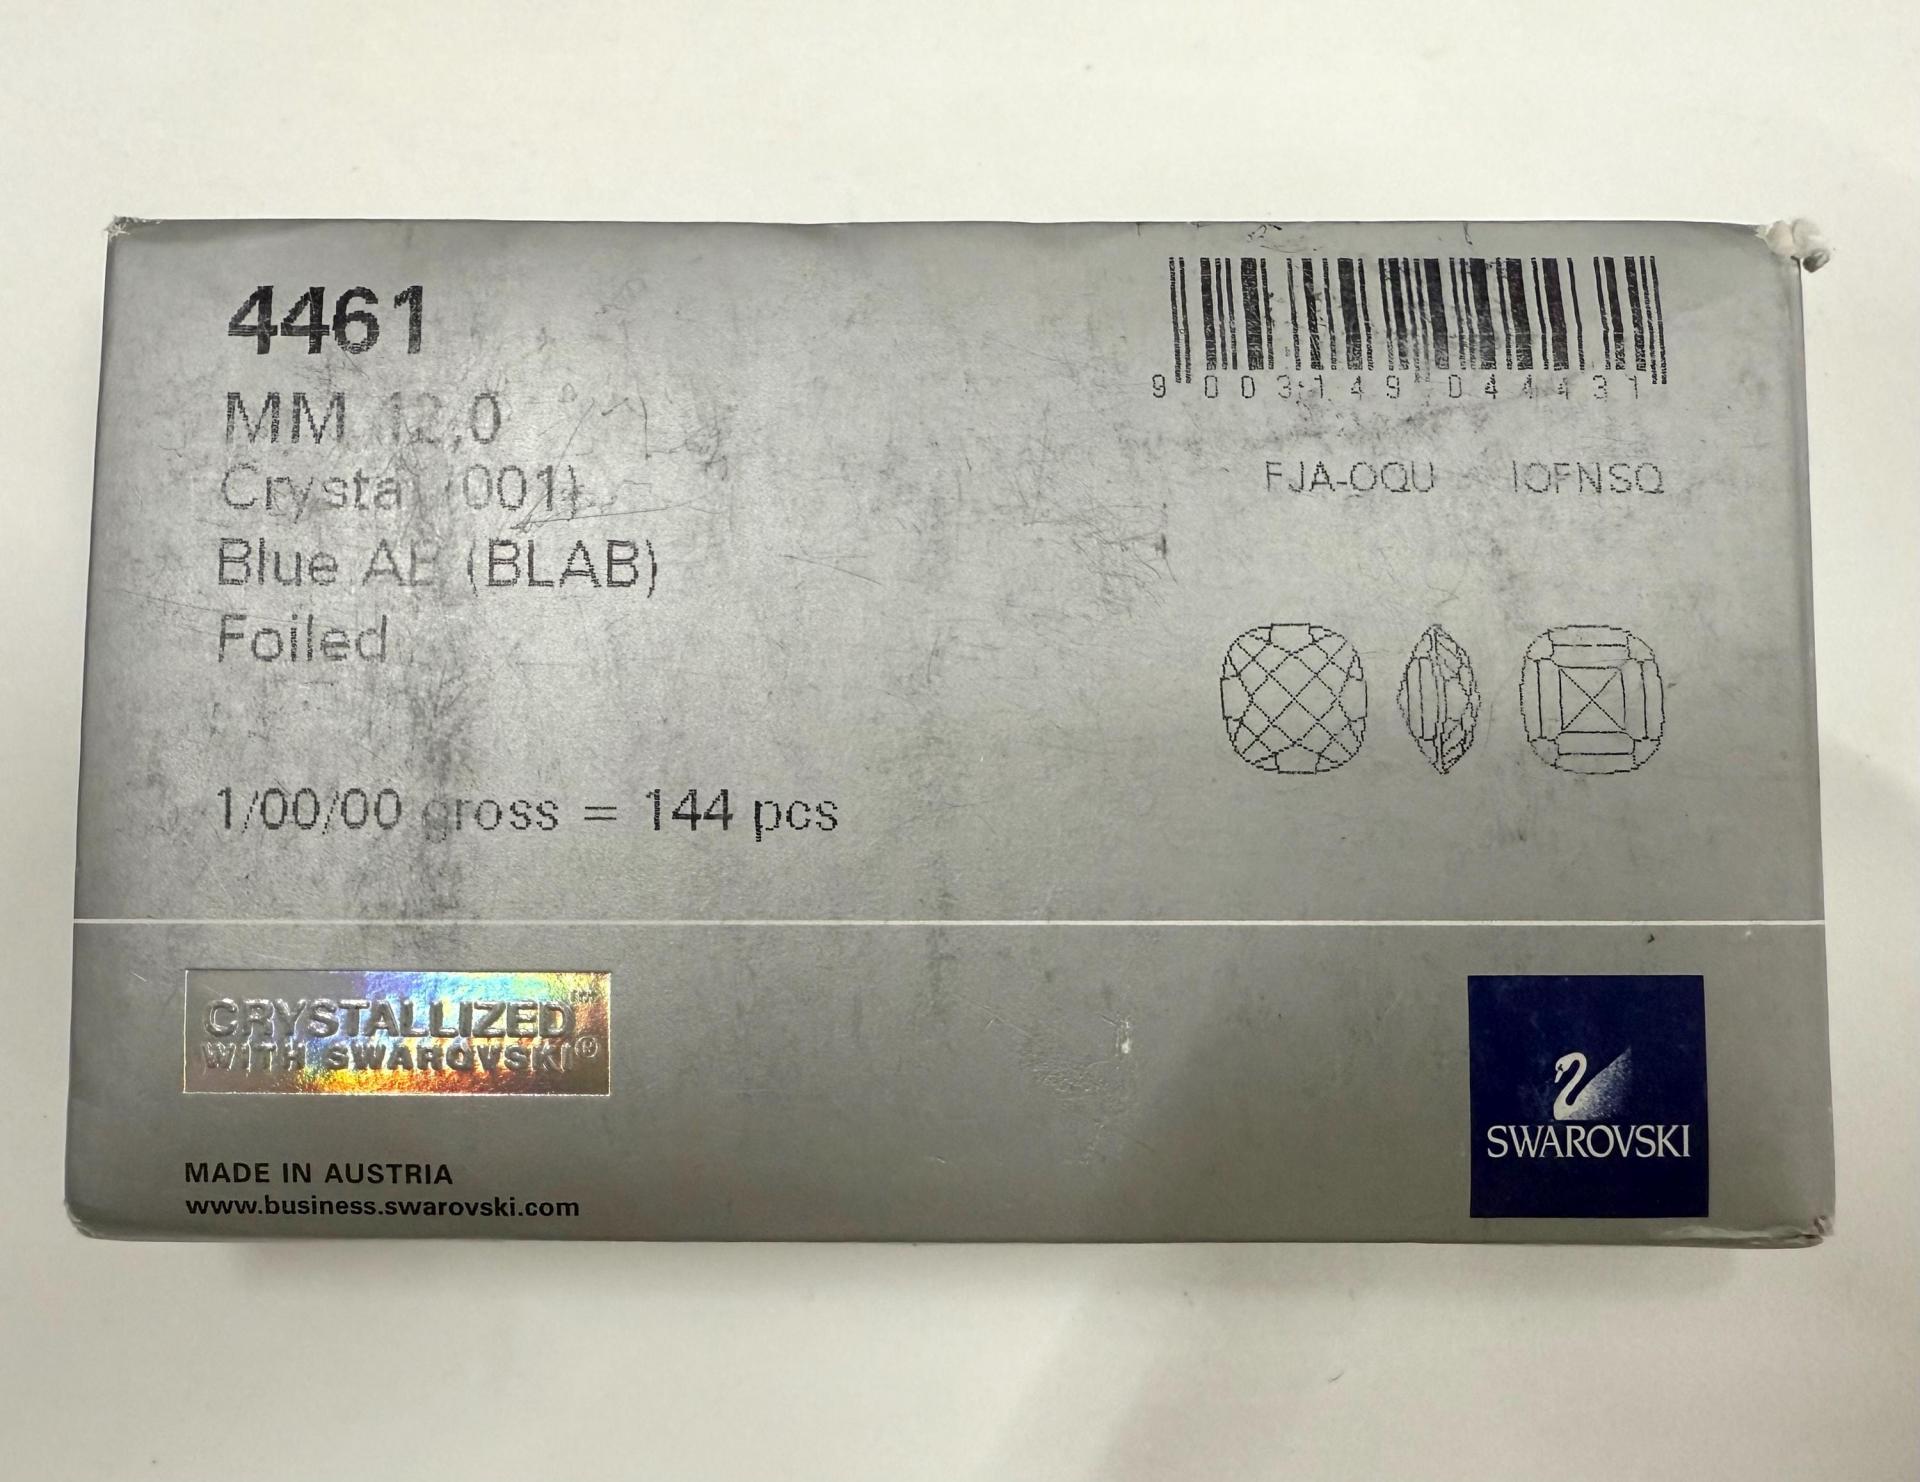 4461
MM 12,0
Crystal (001)
Blue AB (BLAB)
Foiled
1/00/00 gross = 144 pcs
9 003149 044431
FJA-OQU IOFNSQ
CRYSTALLIZED™
WITH SWAROVSKI®
MADE IN AUSTRIA
www.business.swarovski.com
SWAROVSKI